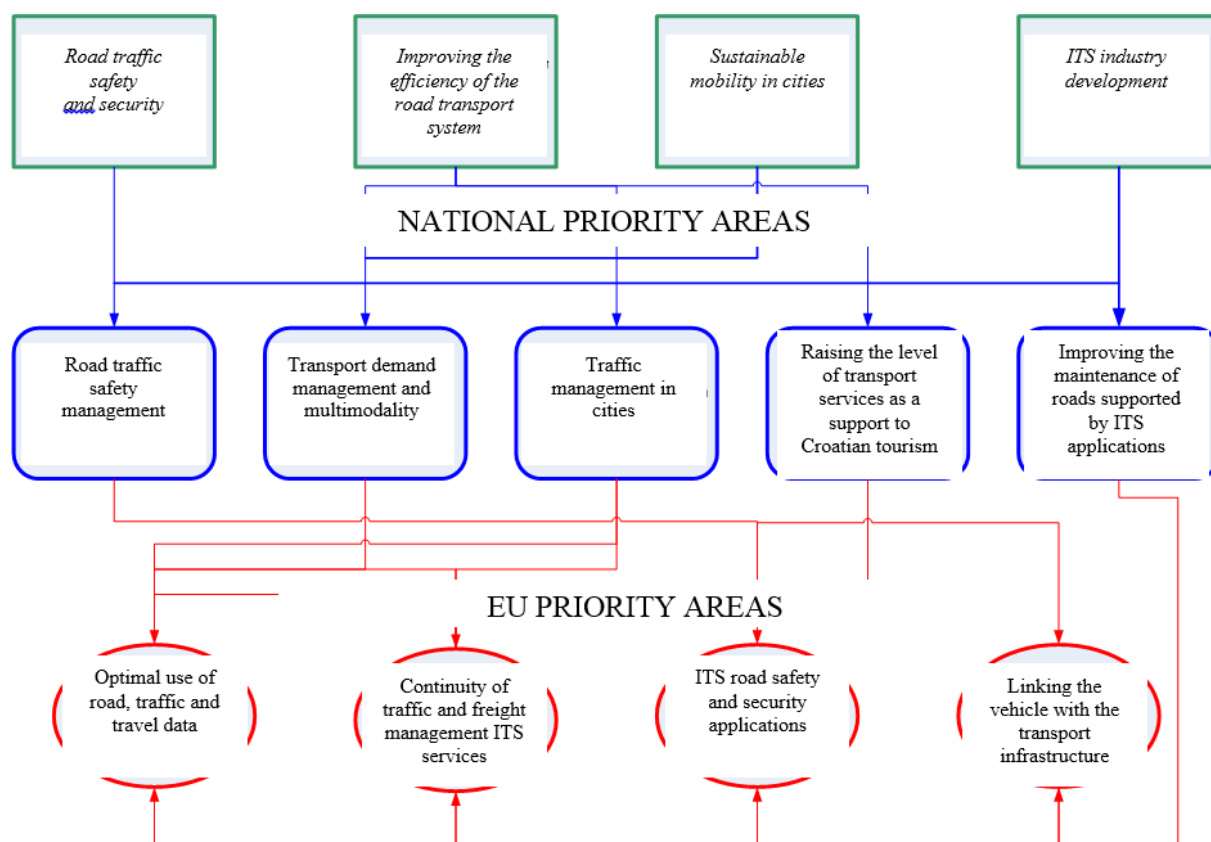 Road traffic
safety
and security
Improving the
efficiency of the
road transport
system
Sustainable
mobility in cities
ITS industry
development
NATIONAL PRIORITY AREAS
Road traffic
safety
management
Transport demand
management and
multimodality
Traffic
management in
cities
Raising the level
of transport
services as a
support to
Croatian tourism
Improving the
maintenance of
roads supported
by ITS
applications
EU PRIORITY AREAS
Optimal use of
road, traffic and
travel data
Continuity of
traffic and freight
management ITS
services
ITS road safety
and security
applications
Linking the
vehicle with the
transport
infrastructure